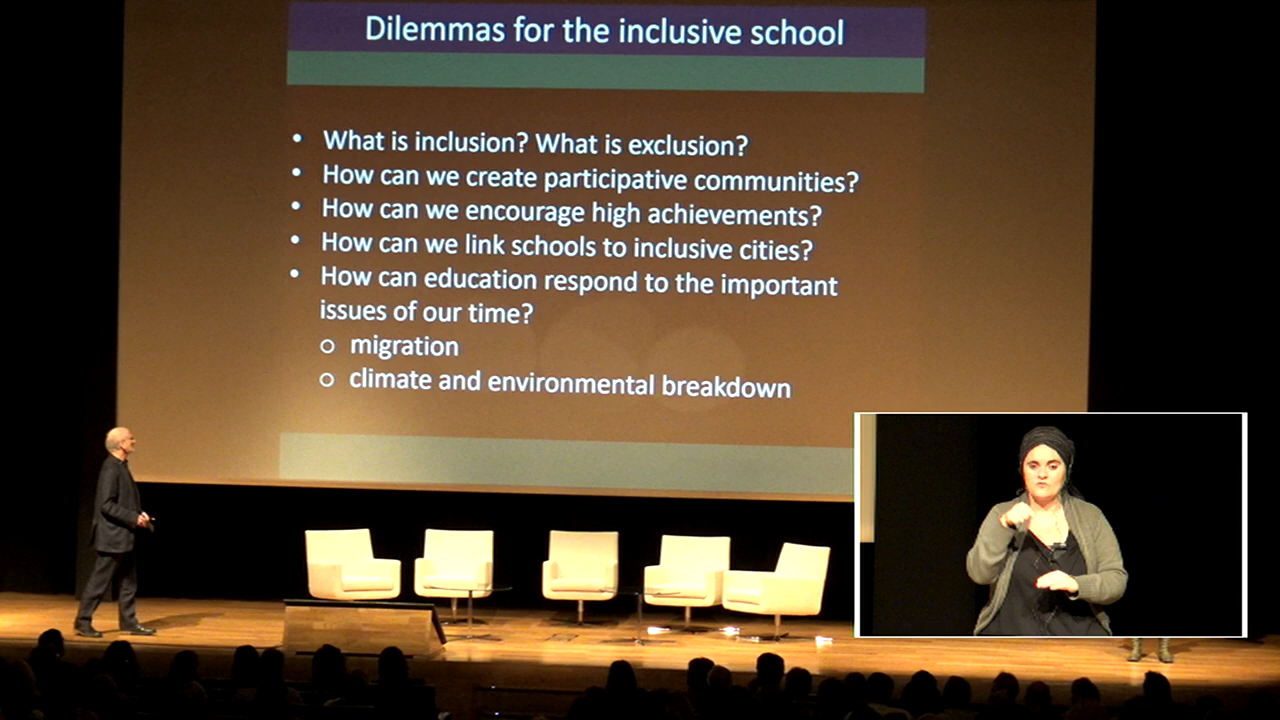 Dilemmas for the inclusive school
• What is inclusion? What is exclusion?
• How can we create participative communities?
• How can we encourage high achievements?
• How can we link schools to inclusive cities?
• How can education respond to the important
issues of our time?
o migration
o climate and environmental breakdown